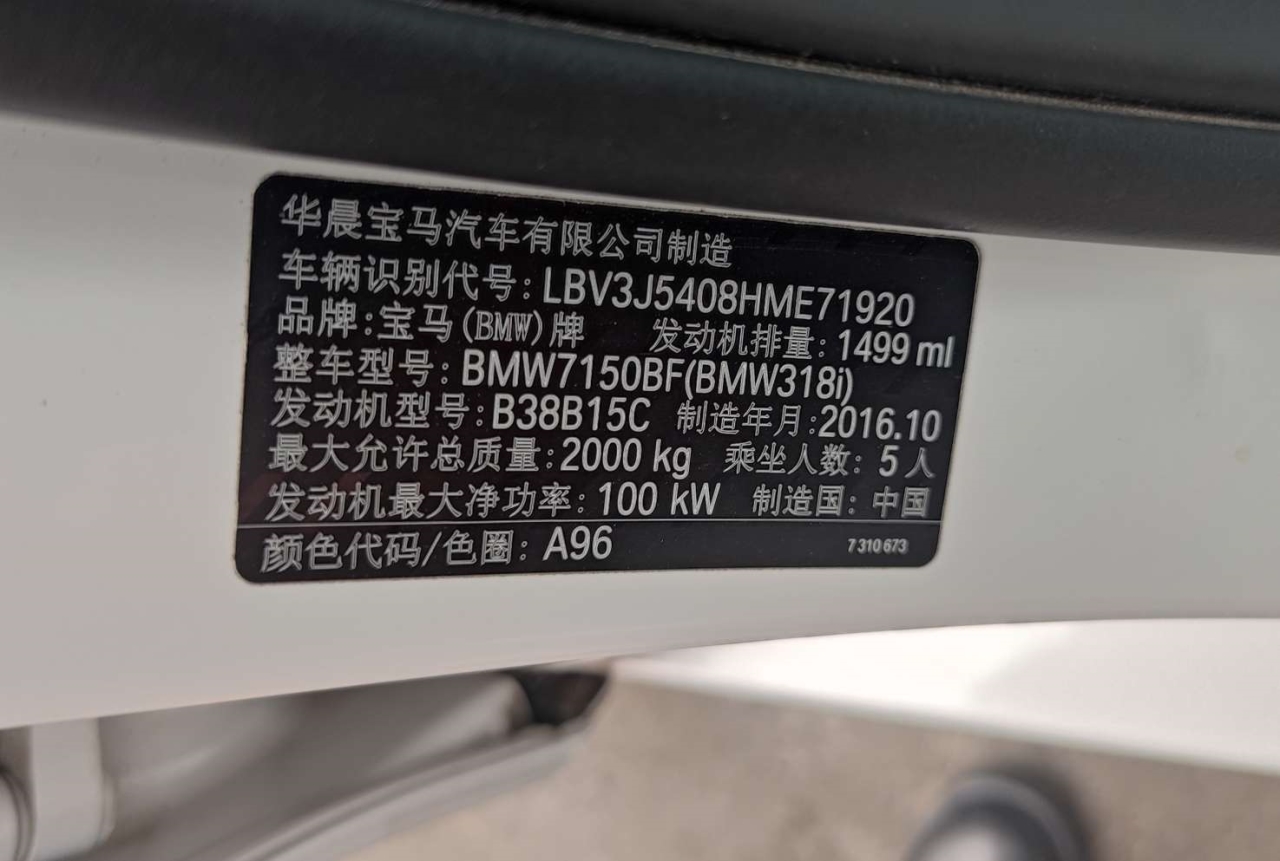 华晨宝马汽车有限公司制造
车辆识别代号: LBV3J5408HME71920
品牌: 宝马(BMW)牌 发动机排量: 1499 ml
整车型号: BMW7150BF(BMW318i)
发动机型号: B38B15C 制造年月: 2016.10
最大允许总质量: 2000 kg 乘坐人数: 5 人
发动机最大净功率: 100 kW 制造国: 中国
颜色代码/色圈: A96 7 310 673